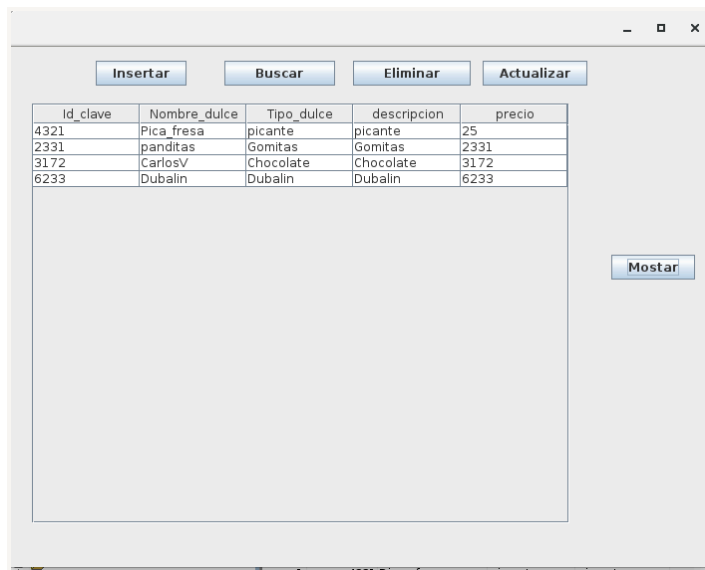 Insertar Buscar Eliminar Actualizar
Id_clave Nombre_dulce Tipo_dulce descripcion precio
4321 Pica_fresa picante picante 25
2331 panditas Gomitas Gomitas 2331
3172 CarlosV Chocolate Chocolate 3172
6233 Dubalin Dubalin Dubalin 6233
Mostar